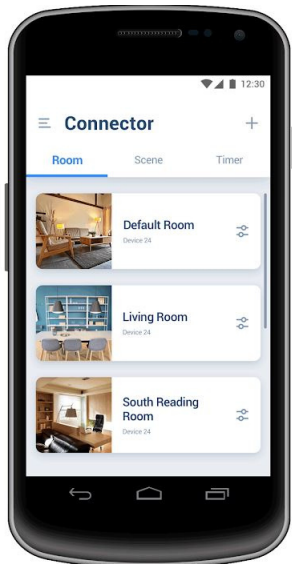 12:30
Connector
Room Scene Timer
Default Room
Device 24
Living Room
Device 24
South Reading
Room
Device 24